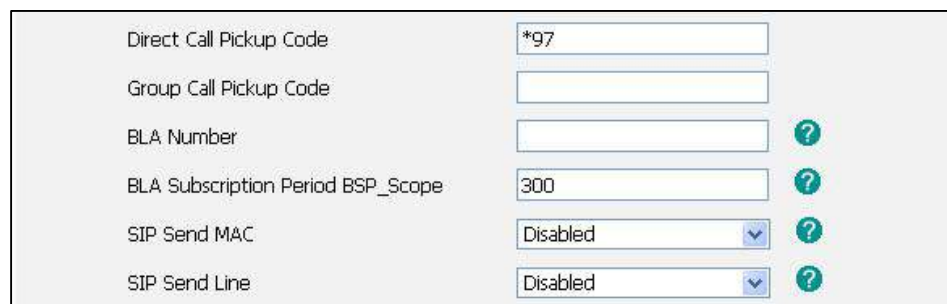 Direct Call Pickup Code *97
Group Call Pickup Code
BLA Number ?
BLA Subscription Period BSP_Scope 300 ?
SIP Send MAC Disabled ?
SIP Send Line Disabled ?